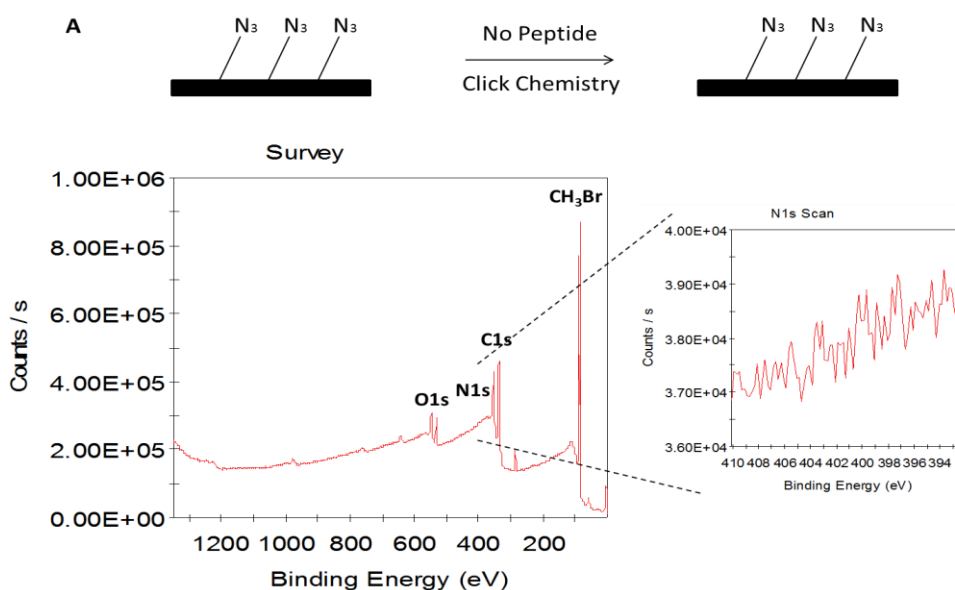 A
N₃ N₃ N₃
No Peptide
Click Chemistry
N₃ N₃ N₃
Survey
1.00E+06
8.00E+05
6.00E+05
4.00E+05
2.00E+05
0.00E+00
Counts / s
CH₃Br
C1s
N1s
O1s
1200 1000 800 600 400 200
Binding Energy (eV)
N1s Scan
4.00E+04
3.90E+04
3.80E+04
3.70E+04
3.60E+04
Counts / s
410 408 406 404 402 400 398 396 394
Binding Energy (eV)